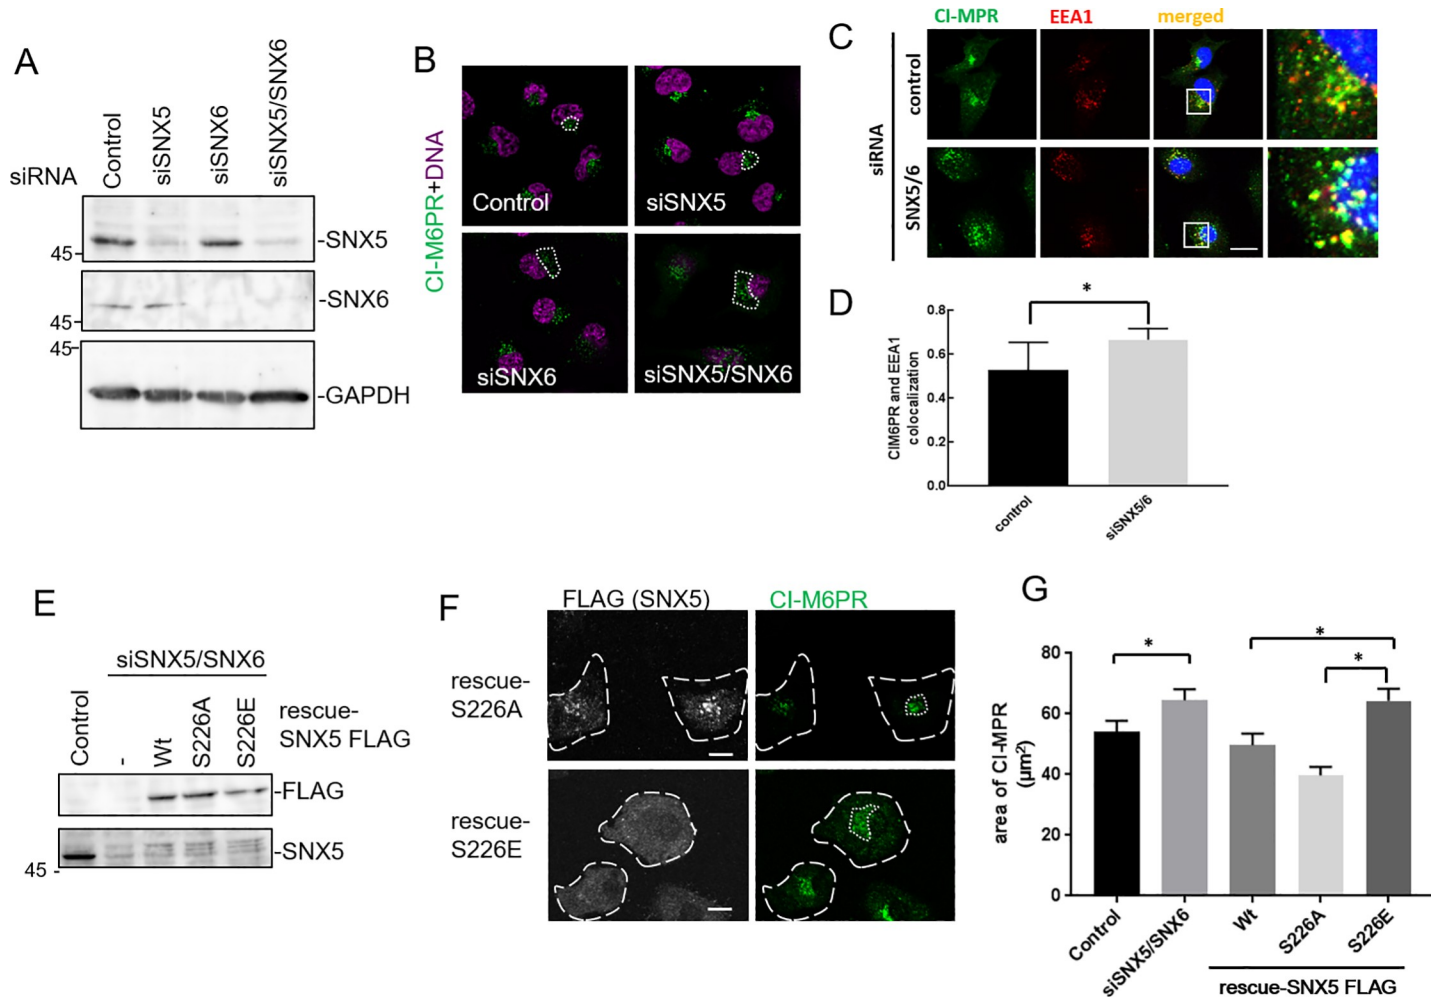 A
siRNA
Control
siSNX5
siSNX6
siSNX5/SNX6
-SNX5
45
-SNX6
45
45
-GAPDH
B
CI-M6PR+DNA
Control
siSNX5
siSNX6
siSNX5/SNX6
C
CI-MPR
EEA1
merged
siRNA
control
SNX5/6
D
*
CIM6PR and EEA1
colocalization
0.8
0.6
0.4
0.2
0.0
control
siSNX5/6
E
siSNX5/SNX6
Control
-
Wt
S226A
S226E
rescue-
SNX5 FLAG
-FLAG
-SNX5
45 -
F
FLAG (SNX5)
CI-M6PR
rescue-
S226A
rescue-
S226E
G
*
*
*
area of CI-MPR
(µm²)
80
60
40
20
0
Control
siSNX5/SNX6
Wt
S226A
S226E
rescue-SNX5 FLAG